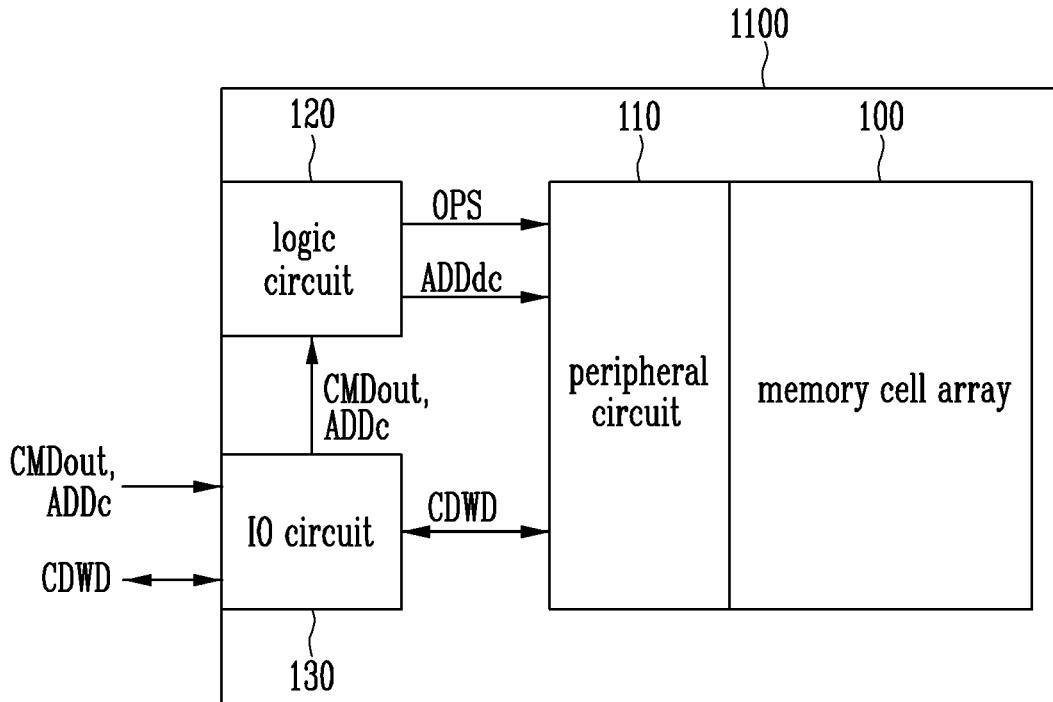 1100
120
110
100
logic
circuit
OPS
ADDdc
CMDout,
ADDc
peripheral
circuit
memory cell array
CMDout,
ADDc
IO circuit
CDWD
CDWD
130